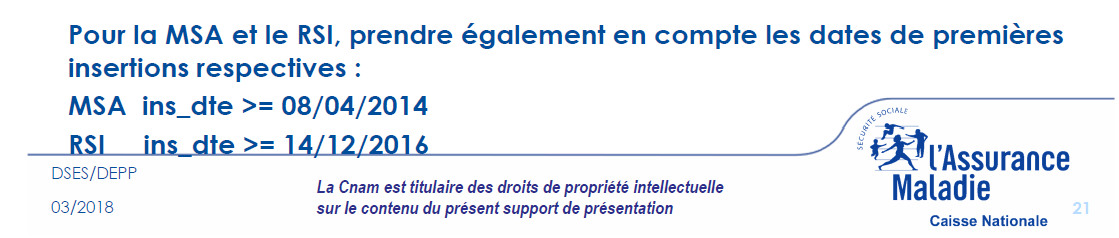 Pour la MSA et le RSI, prendre également en compte les dates de premières
insertions respectives :
MSA ins_dte >= 08/04/2014
RSI ins_dte >= 14/12/2016
DSES/DEPP
03/2018
La Cnam est titulaire des droits de propriété intellectuelle
sur le contenu du présent support de présentation
SÉCURITÉ SOCIALE
l'Assurance
Maladie
Caisse Nationale
21